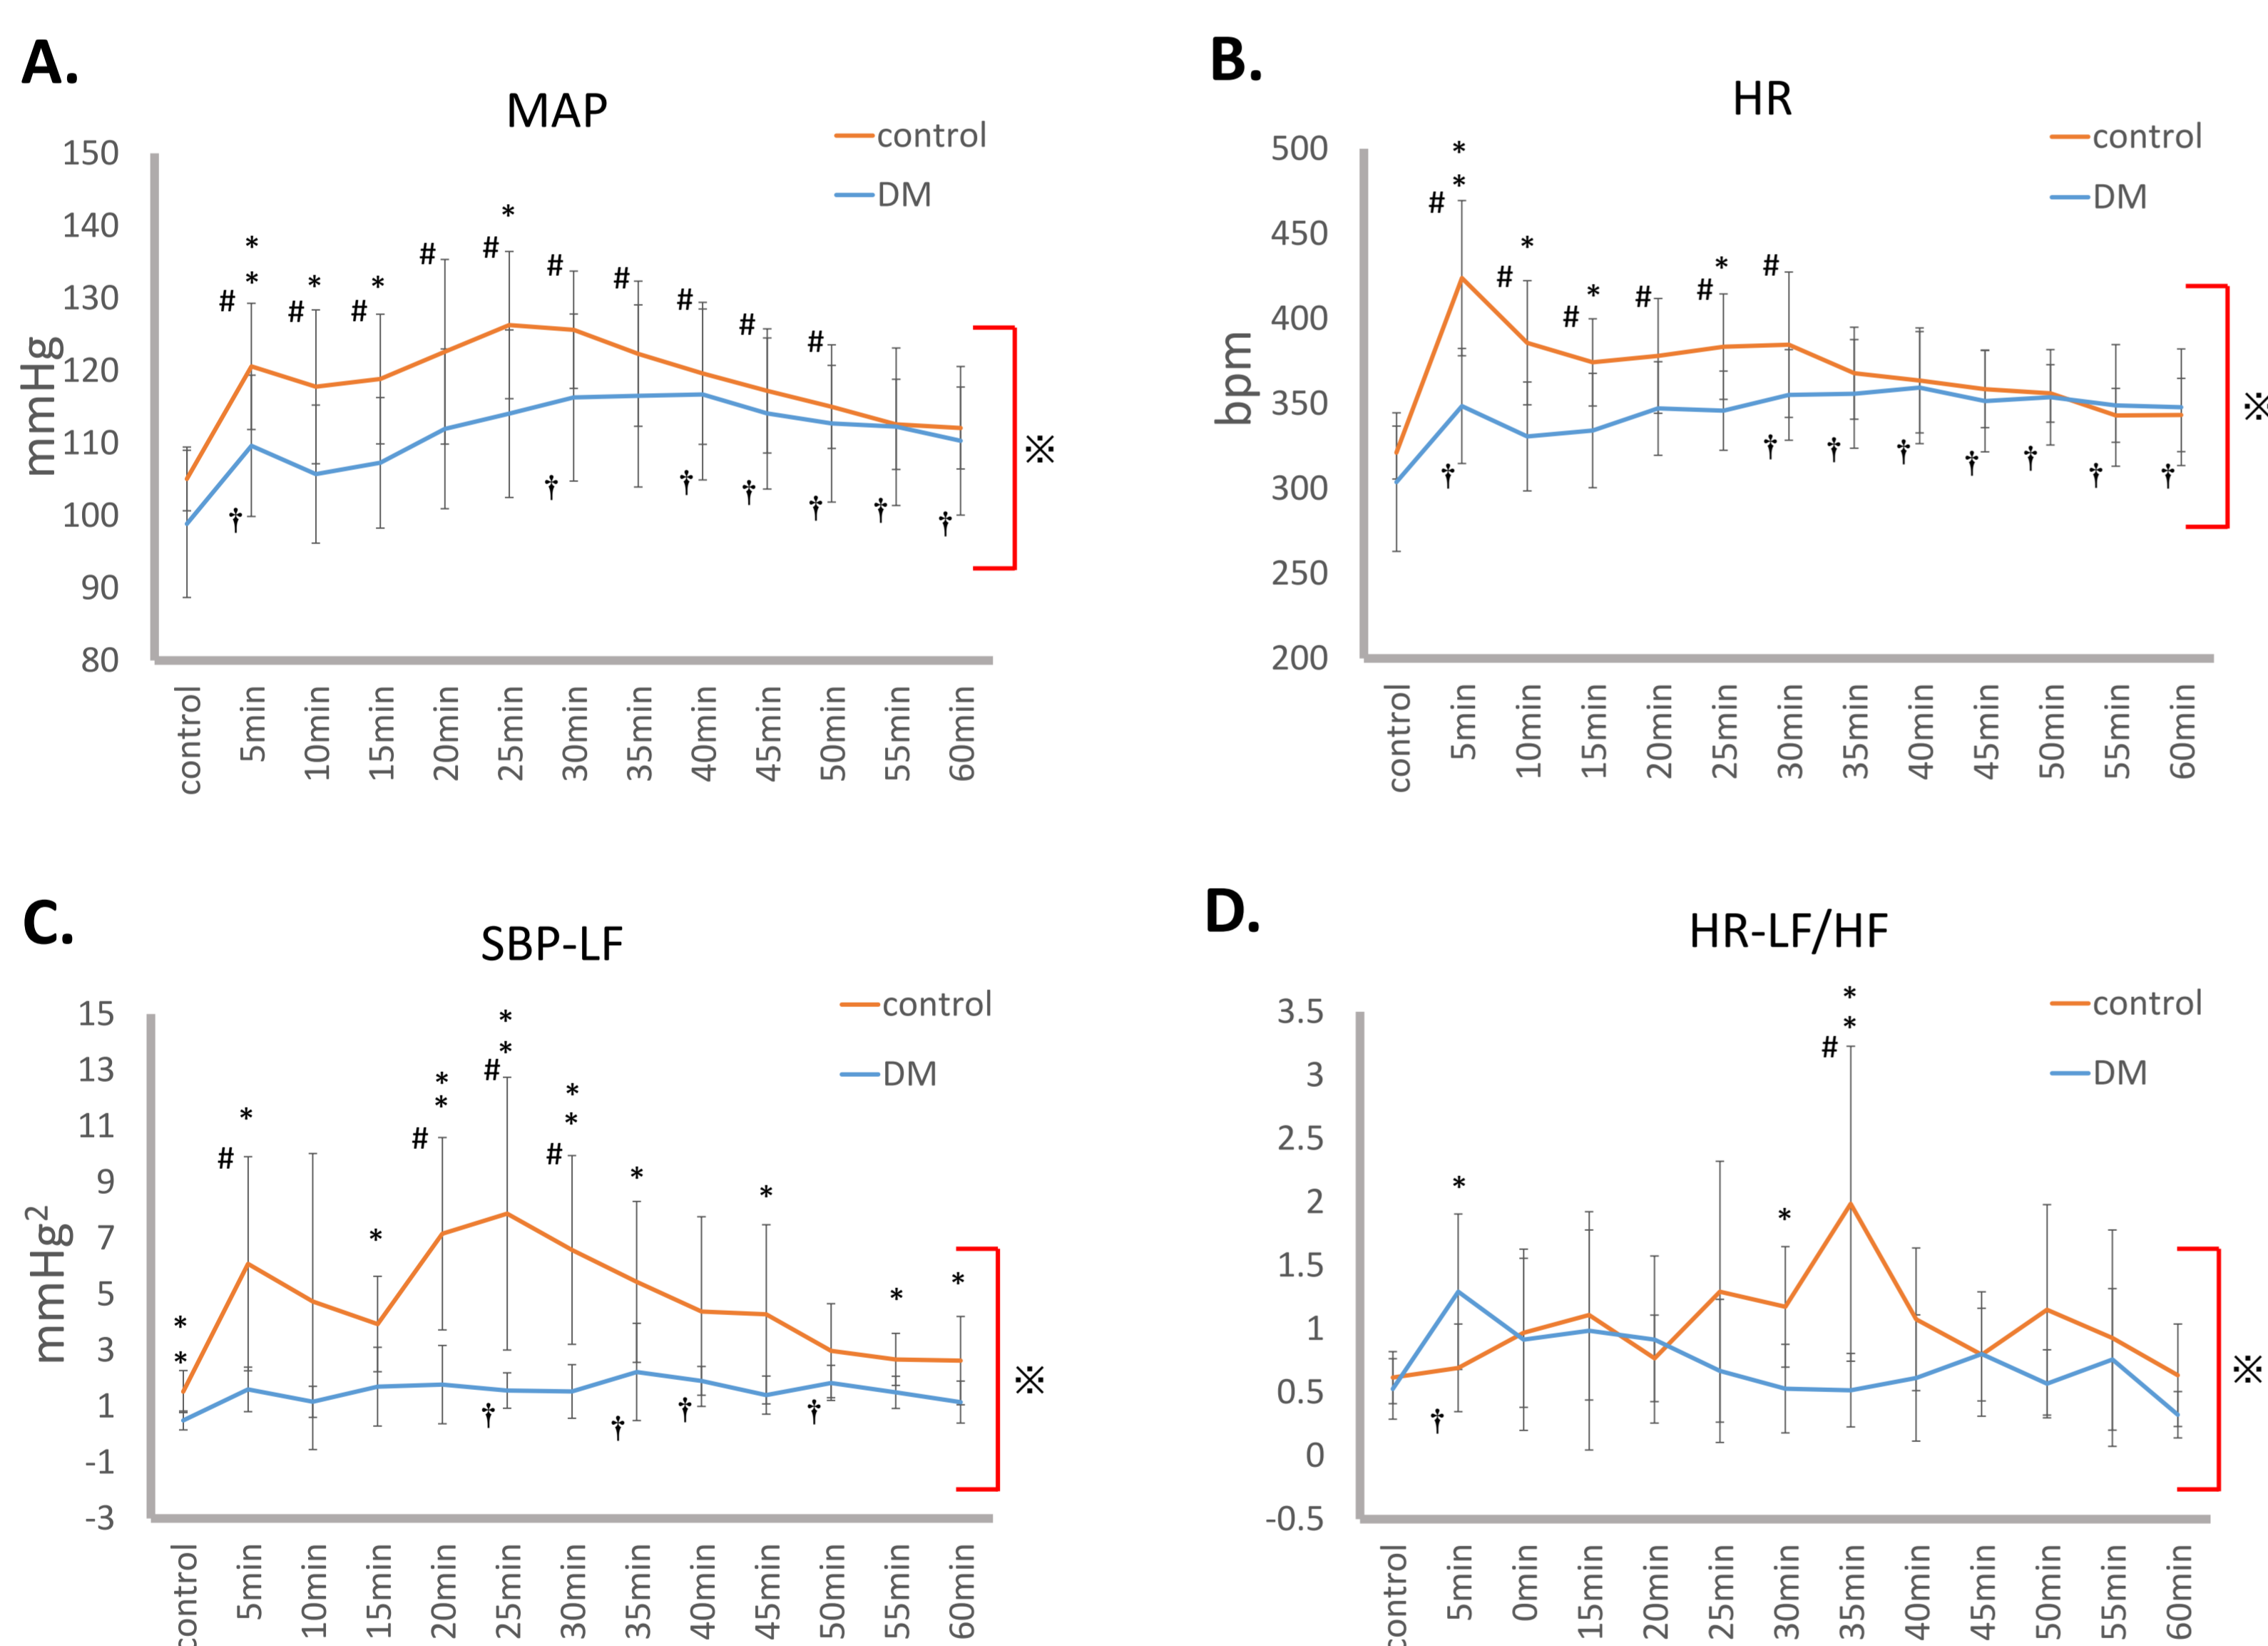 A.
MAP
control
DM
mmHg
150
140
130
120
110
100
90
80
* * * * *
# # # # # # # # # #
† † † † † † †
※
control 5min 10min 15min 20min 25min 30min 35min 40min 45min 50min 55min 60min
B.
HR
control
DM
bpm
500
450
400
350
300
250
200
* * * * *
# # # # # #
† † † † † † † †
※
control 5min 10min 15min 20min 25min 30min 35min 40min 45min 50min 55min 60min
C.
SBP-LF
control
DM
mmHg²
15
13
11
9
7
5
3
1
-1
-3
* * * * * * * * * * * * * *
# # # #
† † † †
※
control 5min 10min 15min 20min 25min 30min 35min 40min 45min 50min 55min 60min
D.
HR-LF/HF
control
DM
3.5
3
2.5
2
1.5
1
0.5
0
-0.5
* * * *
#
†
※
control 5min 0min 15min 20min 25min 30min 35min 40min 45min 50min 55min 60min